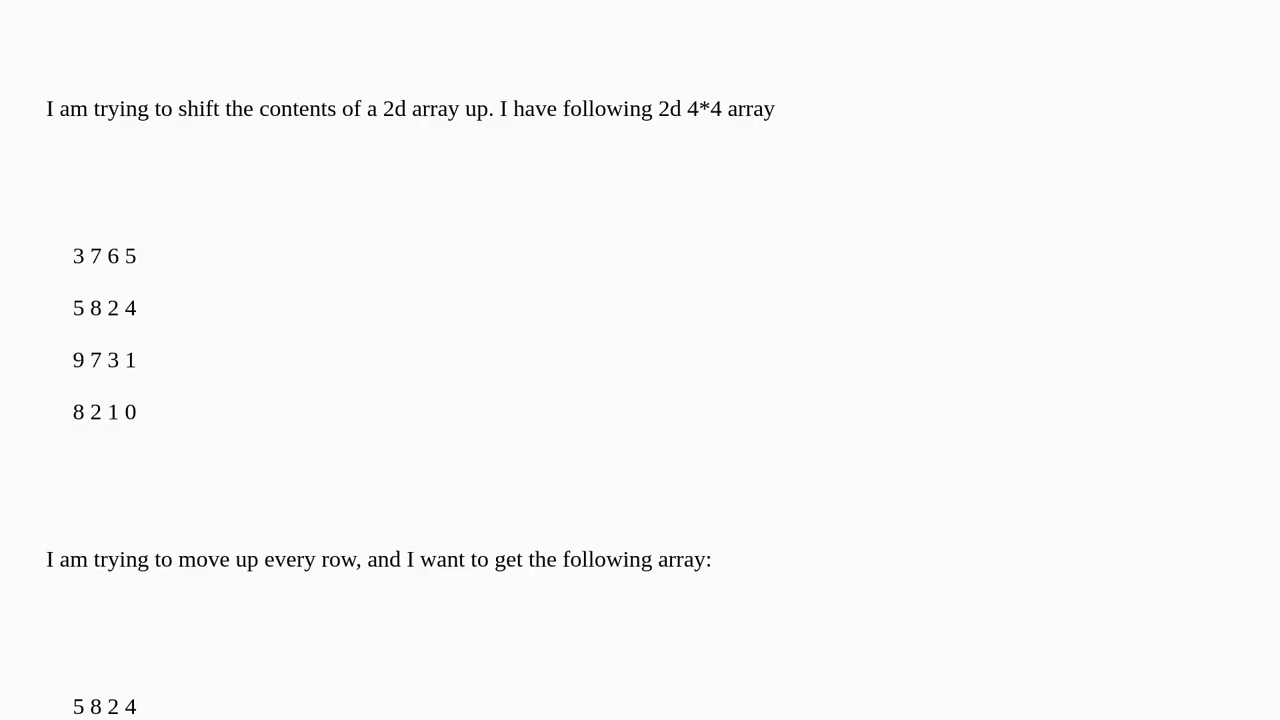 I am trying to shift the contents of a 2d array up. I have following 2d 4*4 array
3 7 6 5
5 8 2 4
9 7 3 1
8 2 1 0
I am trying to move up every row, and I want to get the following array:
5 8 2 4